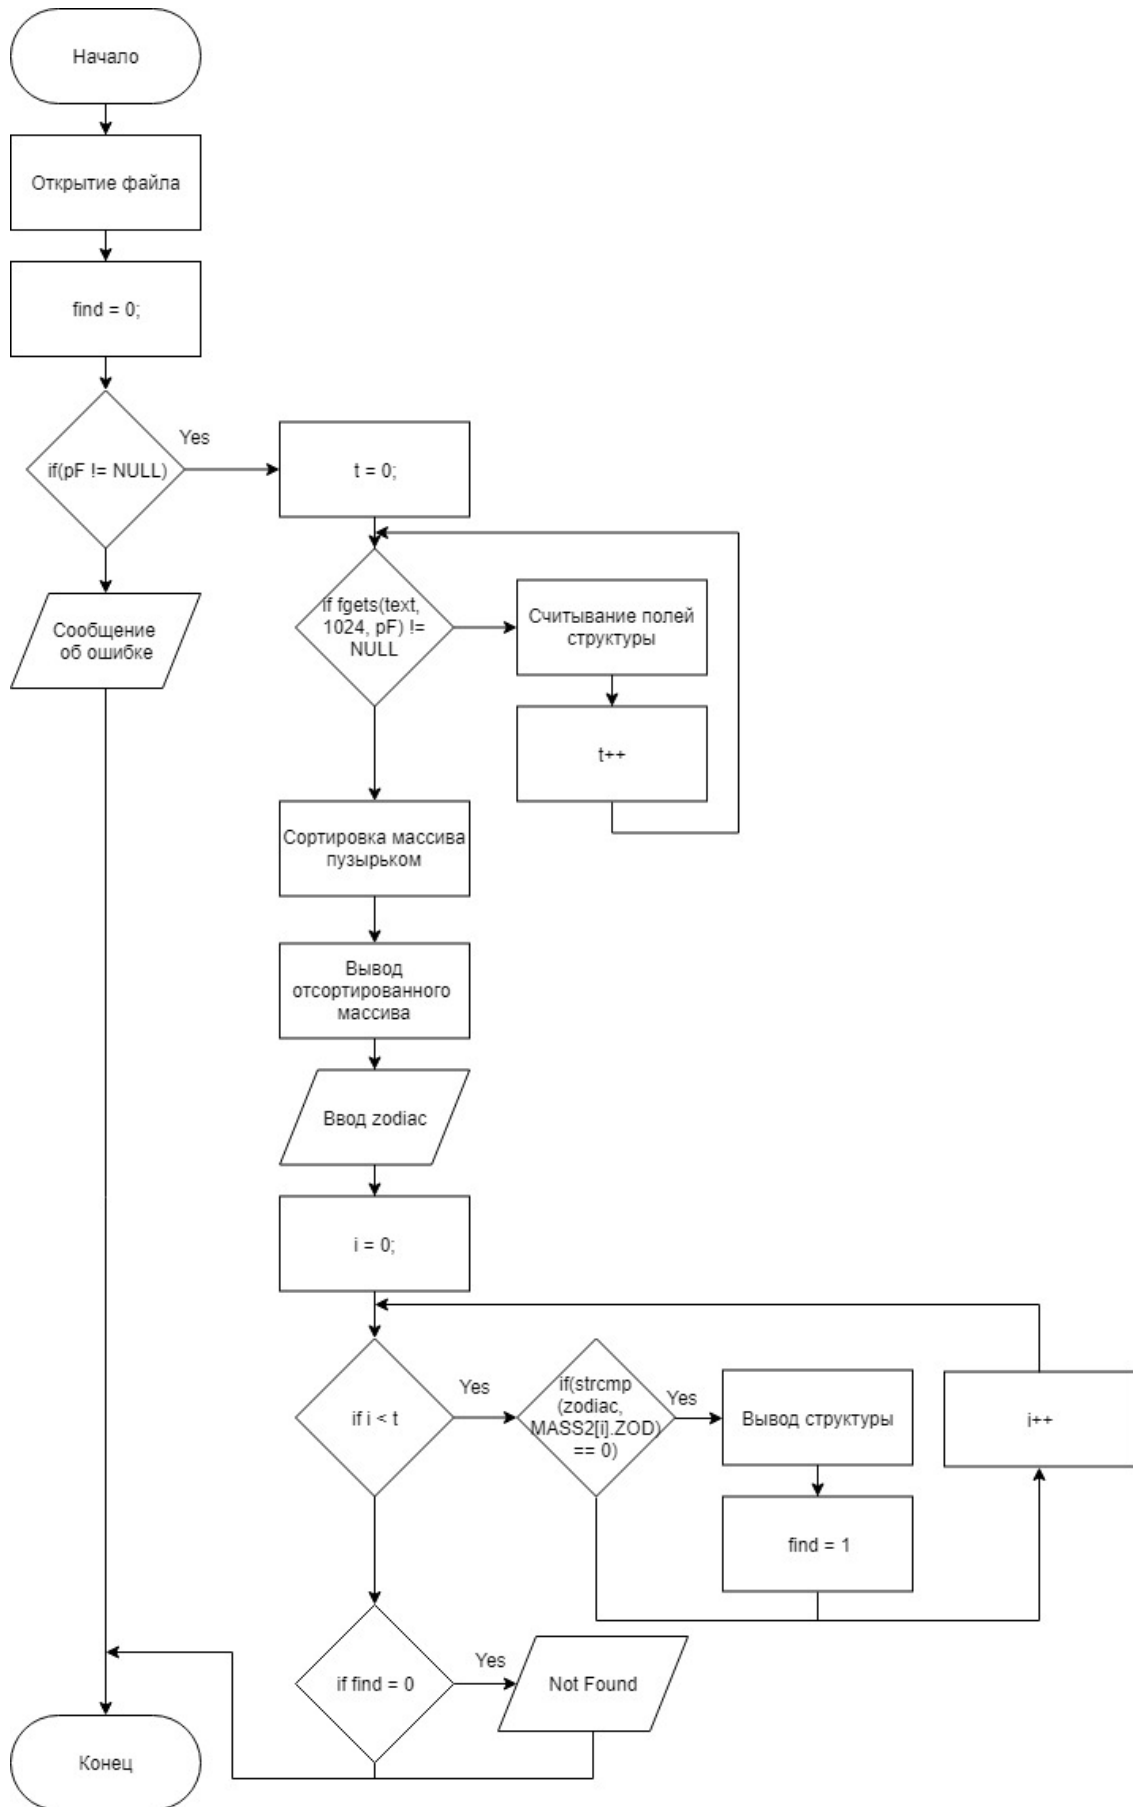 Начало
Открытие файла
find = 0;
if(pF != NULL)
Yes
t = 0;
Сообщение
об ошибке
if fgets(text,
1024, pF) !=
NULL
Считывание полей
структуры
t++
Сортировка массива
пузырьком
Вывод
отсортированного
массива
Ввод zodiac
i = 0;
if i < t
Yes
if(strcmp
(zodiac,
MASS2[i].ZOD)
== 0)
Yes
Вывод структуры
i++
find = 1
if find = 0
Yes
Not Found
Конец